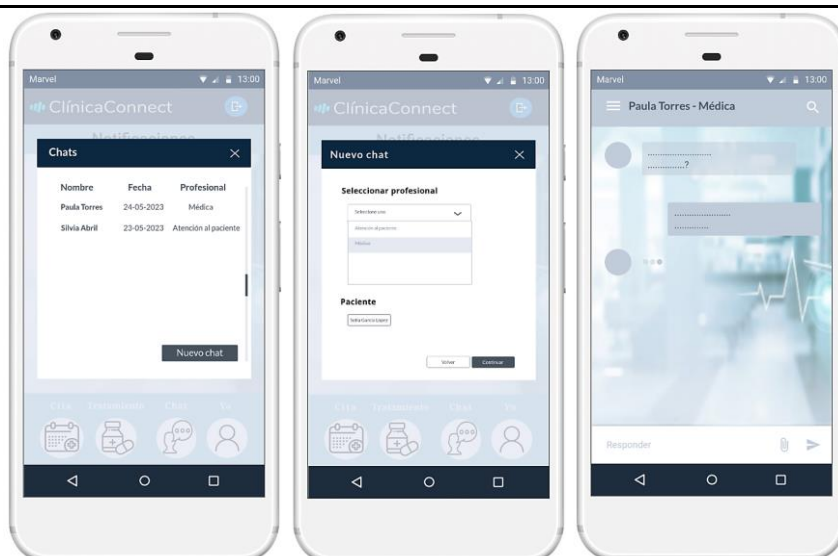 Marvel 13:00
ClínicaConnect
Notificaciones
Chats
Nombre Fecha Profesional
Paula Torres 24-05-2023 Médica
Silvia Abril 23-05-2023 Atención al paciente
Nuevo chat
Cita Tratamiento Chat Yo
Marvel 13:00
ClínicaConnect
Notificaciones
Nuevo chat
Seleccionar profesional
Seleccione uno
Atención al paciente
Médica
Paciente
Volver Continuar
Cita Tratamiento Chat Yo
Marvel 13:00
Paula Torres - Médica
.......................
..............?
.......................
..............
Responder